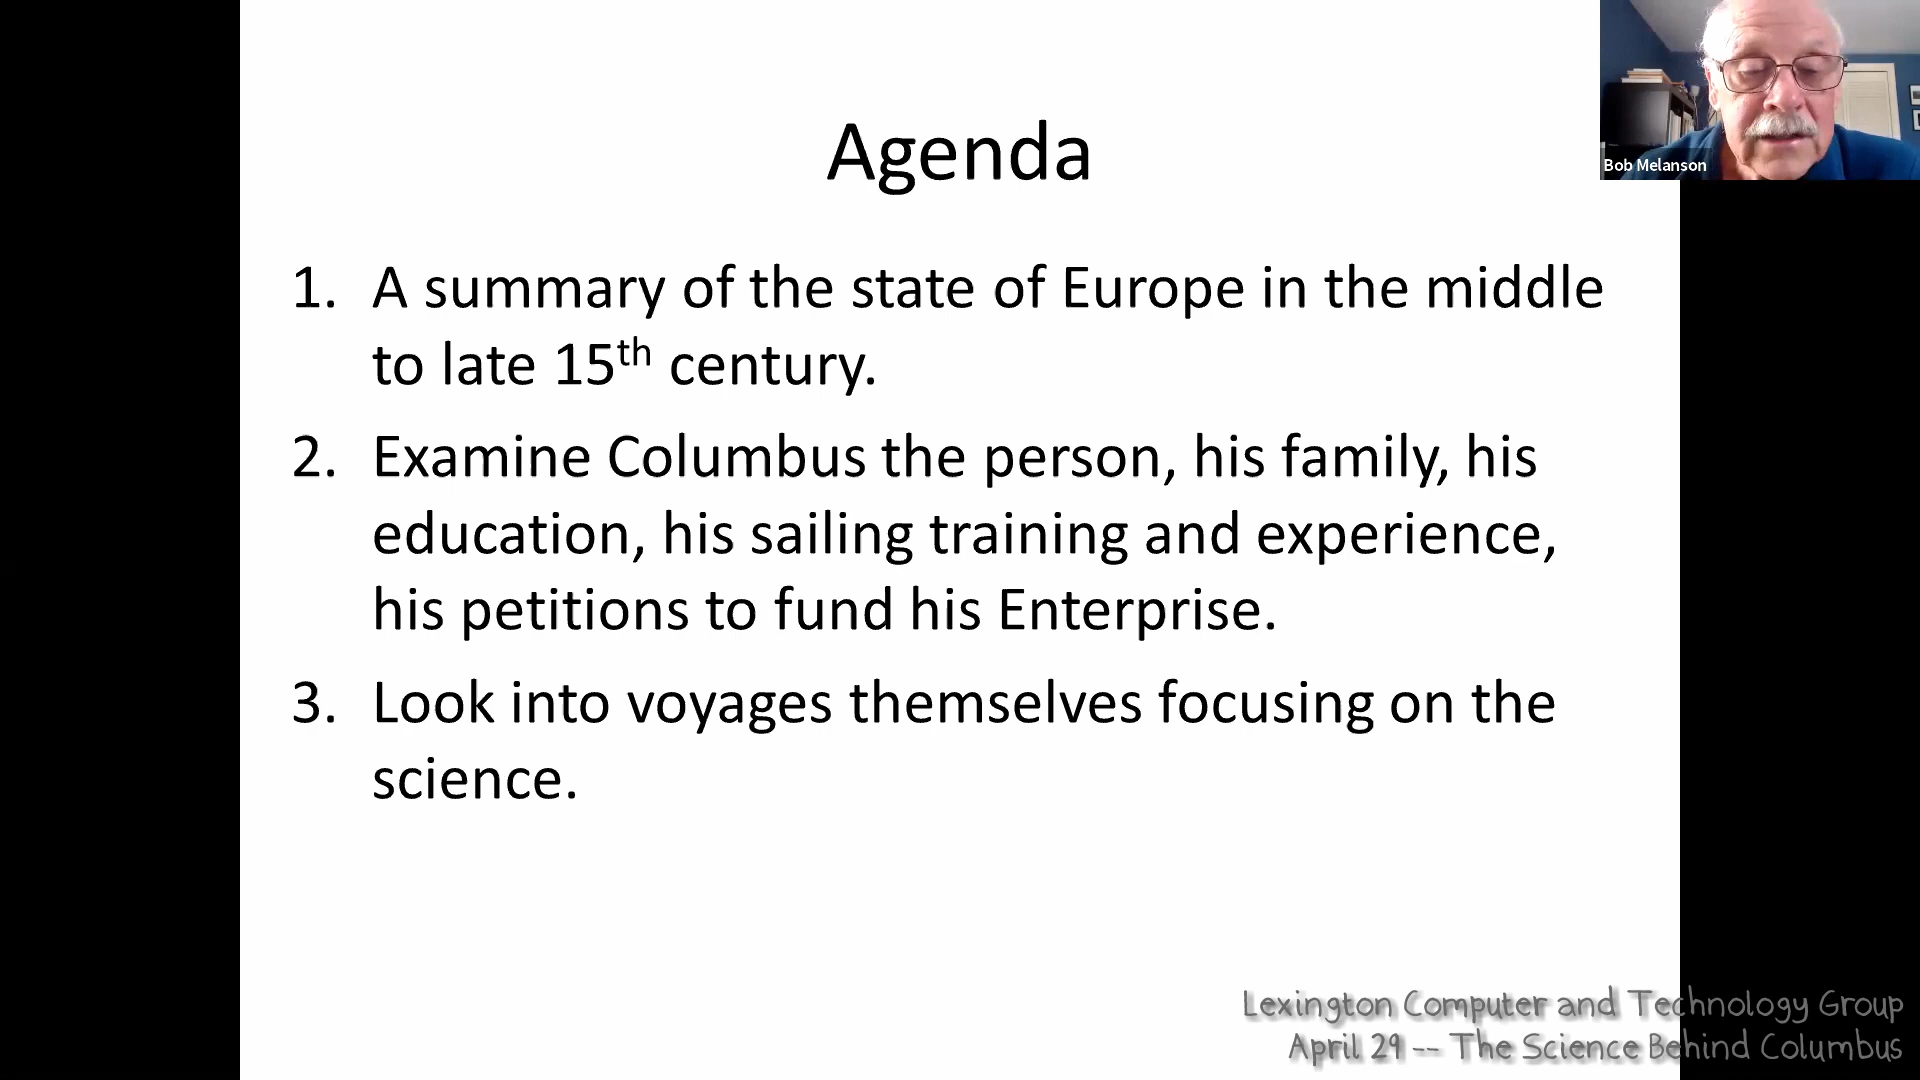 Agenda
Bob Melanson
1. A summary of the state of Europe in the middle
to late 15th century.
2. Examine Columbus the person, his family, his
education, his sailing training and experience,
his petitions to fund his Enterprise.
3. Look into voyages themselves focusing on the
science.
Lexington Computer and Technology Group
April 29 -- The Science Behind Columbus